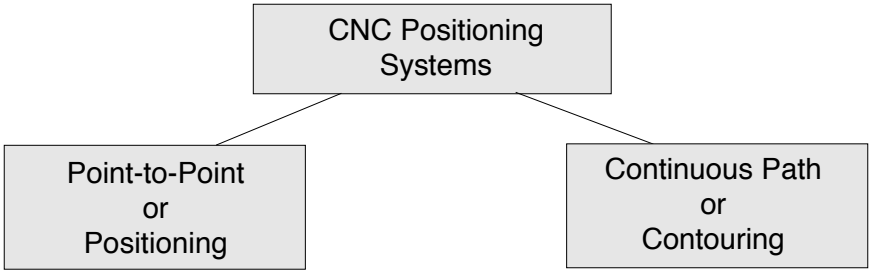 CNC Positioning
Systems
Point-to-Point
or
Positioning
Continuous Path
or
Contouring